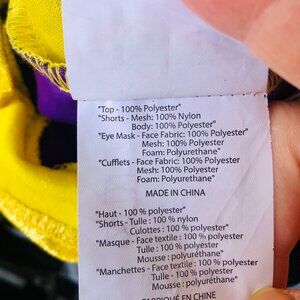 "Top - 100% Polyester"
"Shorts - Mesh: 100% Nylon
Body: 100% Polyester"
"Eye Mask - Face Fabric: 100% Polyester
Mesh: 100% Polyester
Foam: Polyurethane"
"Cufflets - Face Fabric: 100% Polyester
Mesh: 100% Polyester
Foam: Polyurethane"
MADE IN CHINA
"Haut - 100 % polyester"
"Shorts - Tulle : 100 % nylon
Culottes : 100 % polyester"
"Masque - Face textile : 100 % polyester
Tulle : 100 % polyester
Mousse : polyuréthane"
"Manchettes - Face textile : 100 % polyester
Tulle : 100 % polyester
Mousse : polyuréthane"
FABRIQUÉ EN CHINE